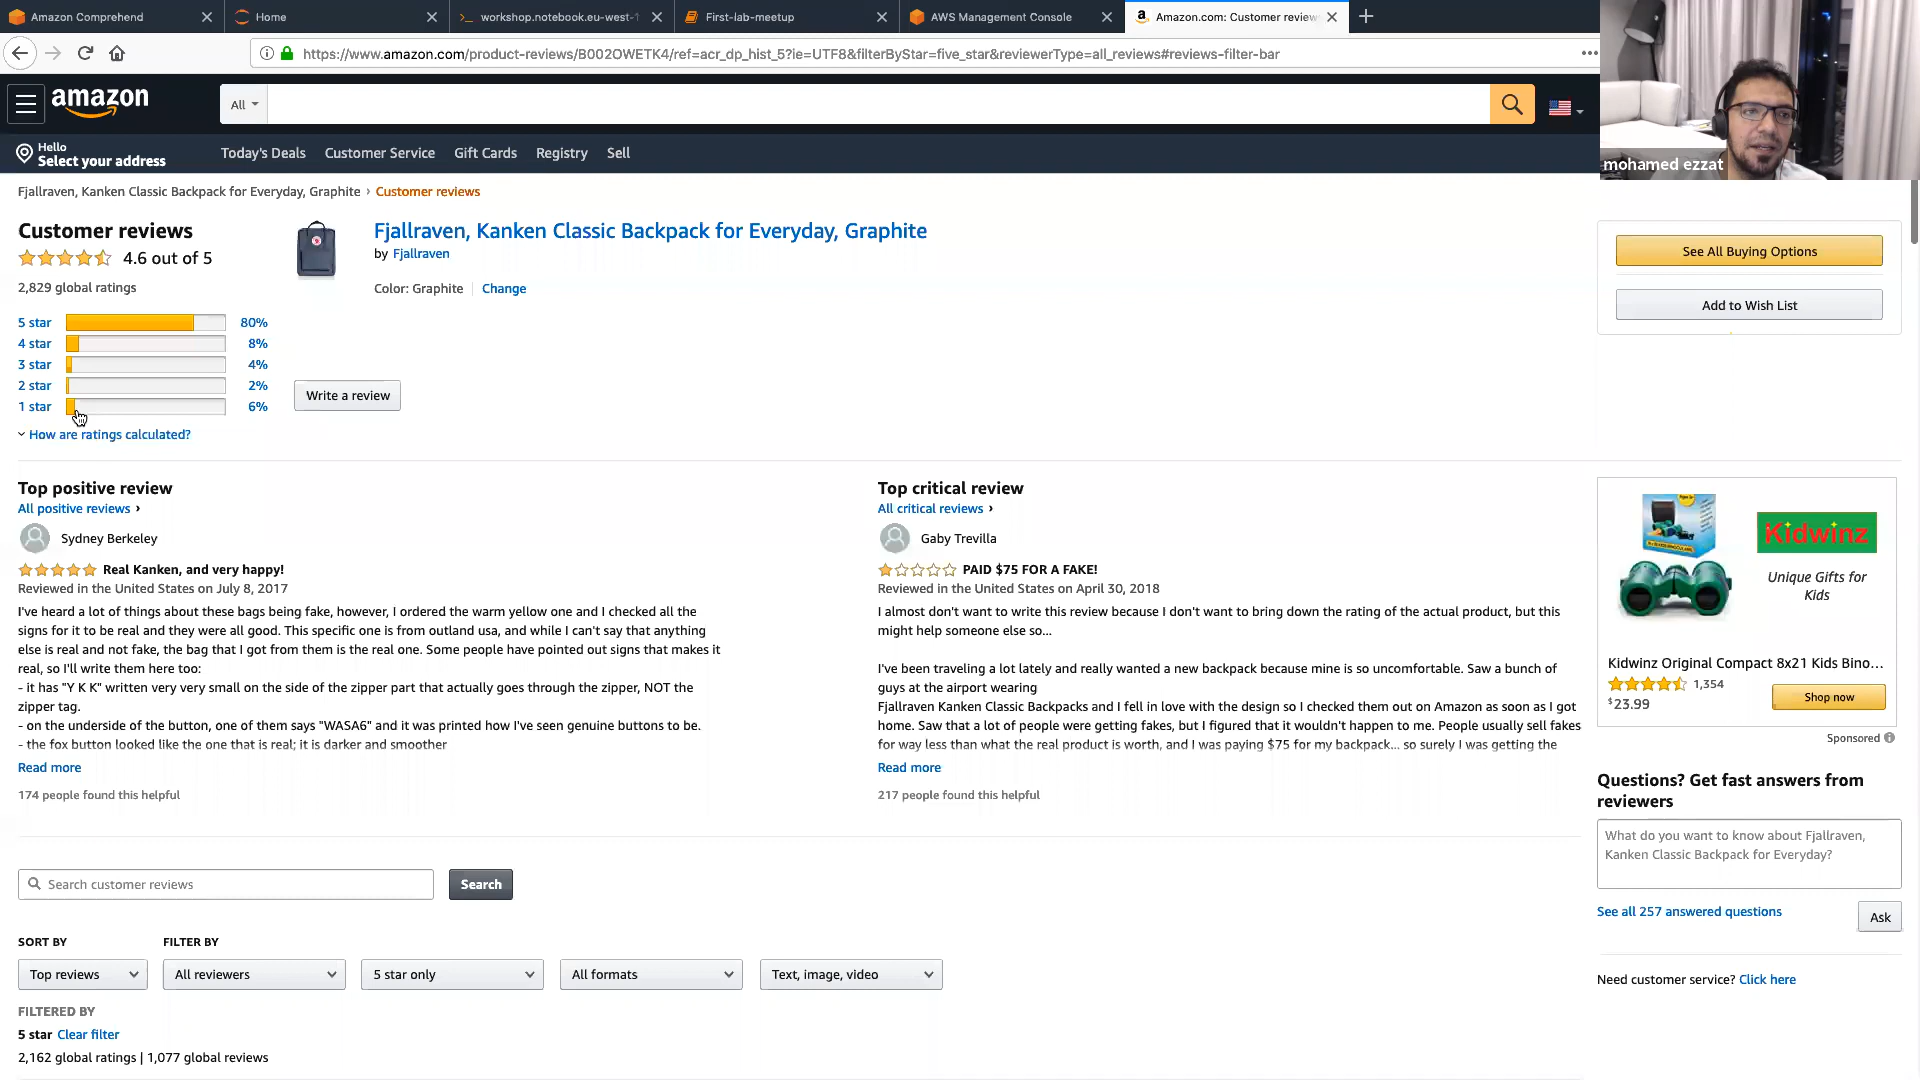 Amazon Comprehend
Home
workshop.notebook.eu-west-1
First-lab-meetup
AWS Management Console
Amazon.com: Customer review
https://www.amazon.com/product-reviews/B002OWETK4/ref=acr_dp_hist_5?ie=UTF8&filterByStar=five_star&reviewerType=all_reviews#reviews-filter-bar
amazon
All
Hello
Select your address
Today's Deals Customer Service Gift Cards Registry Sell
mohamed ezzat
Fjallraven, Kanken Classic Backpack for Everyday, Graphite › Customer reviews
Customer reviews
4.6 out of 5
2,829 global ratings
5 star 80%
4 star 8%
3 star 4%
2 star 2%
1 star 6%
How are ratings calculated?
Fjallraven, Kanken Classic Backpack for Everyday, Graphite
by Fjallraven
Color: Graphite Change
Write a review
See All Buying Options
Add to Wish List
Top positive review
All positive reviews ›
Sydney Berkeley
Real Kanken, and very happy!
Reviewed in the United States on July 8, 2017
I've heard a lot of things about these bags being fake, however, I ordered the warm yellow one and I checked all the
signs for it to be real and they were all good. This specific one is from outland usa, and while I can't say that anything
else is real and not fake, the bag that I got from them is the real one. Some people have pointed out signs that makes it
real, so I'll write them here too:
- it has "Y K K" written very very small on the side of the zipper part that actually goes through the zipper, NOT the
zipper tag.
- on the underside of the button, one of them says "WASA6" and it was printed how I've seen genuine buttons to be.
- the fox button looked like the one that is real; it is darker and smoother
Read more
174 people found this helpful
Top critical review
All critical reviews ›
Gaby Trevilla
PAID $75 FOR A FAKE!
Reviewed in the United States on April 30, 2018
I almost don't want to write this review because I don't want to bring down the rating of the actual product, but this
might help someone else so...
I've been traveling a lot lately and really wanted a new backpack because mine is so uncomfortable. Saw a bunch of
guys at the airport wearing
Fjallraven Kanken Classic Backpacks and I fell in love with the design so I checked them out on Amazon as soon as I got
home. Saw that a lot of people were getting fakes, but I figured that it wouldn't happen to me. People usually sell fakes
for way less than what the real product is worth, and I was paying $75 for my backpack... so surely I was getting the
Read more
217 people found this helpful
Kidwinz
Unique Gifts for
Kids
Kidwinz Original Compact 8x21 Kids Bino...
1,354
$23.99
Shop now
Sponsored
Questions? Get fast answers from
reviewers
What do you want to know about Fjallraven,
Kanken Classic Backpack for Everyday?
See all 257 answered questions
Ask
Need customer service? Click here
Search customer reviews
Search
SORT BY
FILTER BY
Top reviews
All reviewers
5 star only
All formats
Text, image, video
FILTERED BY
5 star Clear filter
2,162 global ratings | 1,077 global reviews